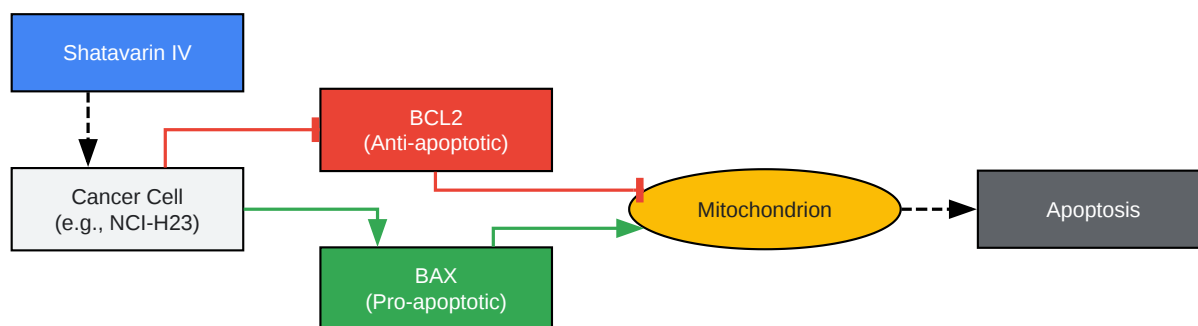 Shatavarin IV
Cancer Cell
(e.g., NCI-H23)
BCL2
(Anti-apoptotic)
BAX
(Pro-apoptotic)
Mitochondrion
Apoptosis